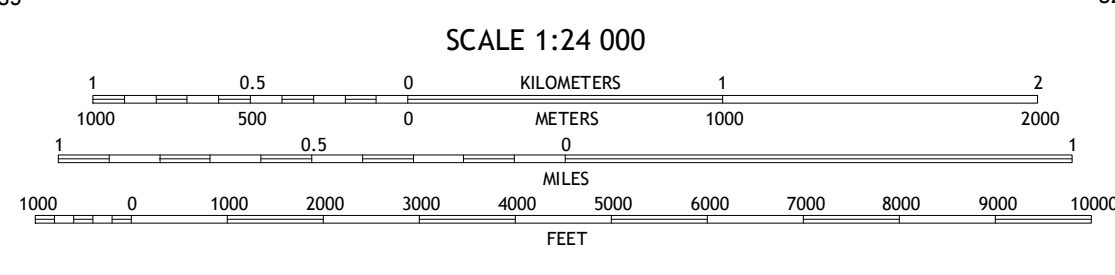 SCALE 1:24 000
1 0.5 0 KILOMETERS 1 2
1000 500 0 METERS 1000 2000
1 0.5 0 1
MILES
1000 0 1000 2000 3000 4000 5000 6000 7000 8000 9000 10000
FEET